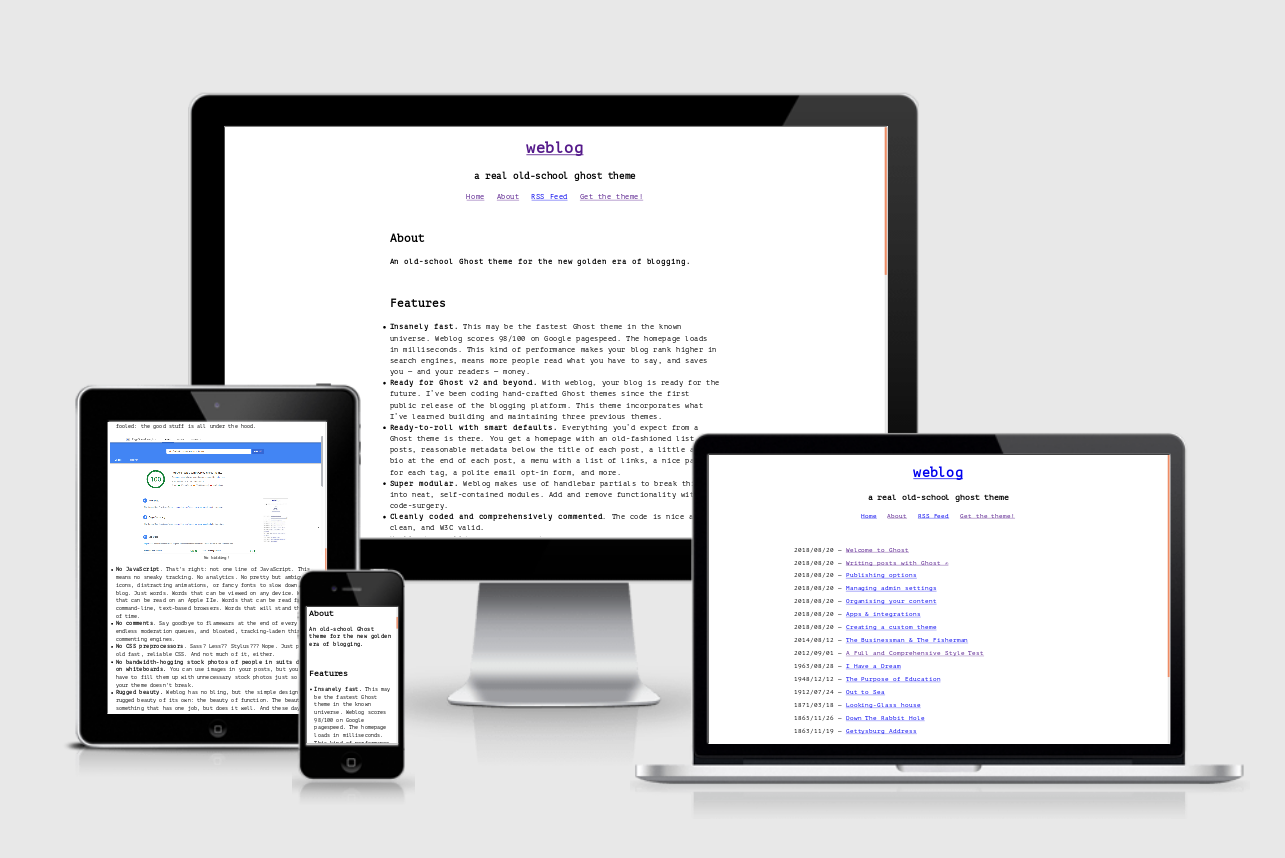 weblog
a real old-school ghost theme
Home About RSS Feed Get the theme!
About
An old-school Ghost theme for the new golden era of blogging.
Features
• Insanely fast. This may be the fastest Ghost theme in the known
universe. Weblog scores 98/100 on Google pagespeed. The homepage loads
in milliseconds. This kind of performance makes your blog rank higher in
search engines, means more people read what you have to say, and saves
you — and your readers — money.
• Ready for Ghost v2 and beyond. With weblog, your blog is ready for the
future. I've been coding hand-crafted Ghost themes since the first
public release of the blogging platform. This theme incorporates what
I've learned building and maintaining three previous themes.
• Ready-to-roll with smart defaults. Everything you'd expect from a
Ghost theme is there. You get a homepage with an old-fashioned list
posts, reasonable metadata below the title of each post, a little a
bio at the end of each post, a menu with a list of links, a nice
for each tag, a polite email opt-in form, and more.
• Super modular. Weblog makes use of handlebar partials to break
into neat, self-contained modules. Add and remove functionality
code-surgery.
• Cleanly coded and comprehensively commented. The code is nice
clean, and W3C valid.
fooled: the good stuff is all under the hood.
100
No kidding!
• No JavaScript. That's right: not one line of JavaScript. This
means no sneaky tracking. No analytics. No pretty but
icons, distracting animations, or fancy fonts to slow down
blog. Just words. Words that can be viewed on any device.
that can be read on an Apple IIe. Words that can be read
command-line, text-based browsers. Words that will stand
of time.
• No comments. Say goodbye to flamewars at the end of every
endless moderation queues, and bloated, tracking-laden
commenting engines.
• No CSS preprocessors. Sass? Less?? Stylus??? Nope. Just
old fast, reliable CSS. And not much of it, either.
• No bandwidth-hogging stock photos of people in suits
on whiteboards. You can use images in your posts, but you
have to fill them up with unnecessary stock photos just so
your theme doesn't break.
• Rugged beauty. Weblog has no bling, but the simple design
rugged beauty of its own: the beauty of function. The
something that has one job, but does it well. And these
About
An old-school Ghost
theme for the new golden
era of blogging.
Features
• Insanely fast. This may
be the fastest Ghost
theme in the known
universe. Weblog scores
98/100 on Google
pagespeed. The homepage
loads in milliseconds.
This kind of performance
weblog
a real old-school ghost theme
Home About RSS Feed Get the theme!
2018/08/20 — Welcome to Ghost
2018/08/20 — Writing posts with Ghost ✍
2018/08/20 — Publishing options
2018/08/20 — Managing admin settings
2018/08/20 — Organising your content
2018/08/20 — Apps & integrations
2018/08/20 — Creating a custom theme
2014/08/12 — The Businessman & The Fisherman
2012/09/01 — A Full and Comprehensive Style Test
1963/08/28 — I Have a Dream
1948/12/12 — The Purpose of Education
1912/07/24 — Out to Sea
1871/03/18 — Looking-Glass house
1863/11/26 — Down The Rabbit Hole
1863/11/19 — Gettysburg Address